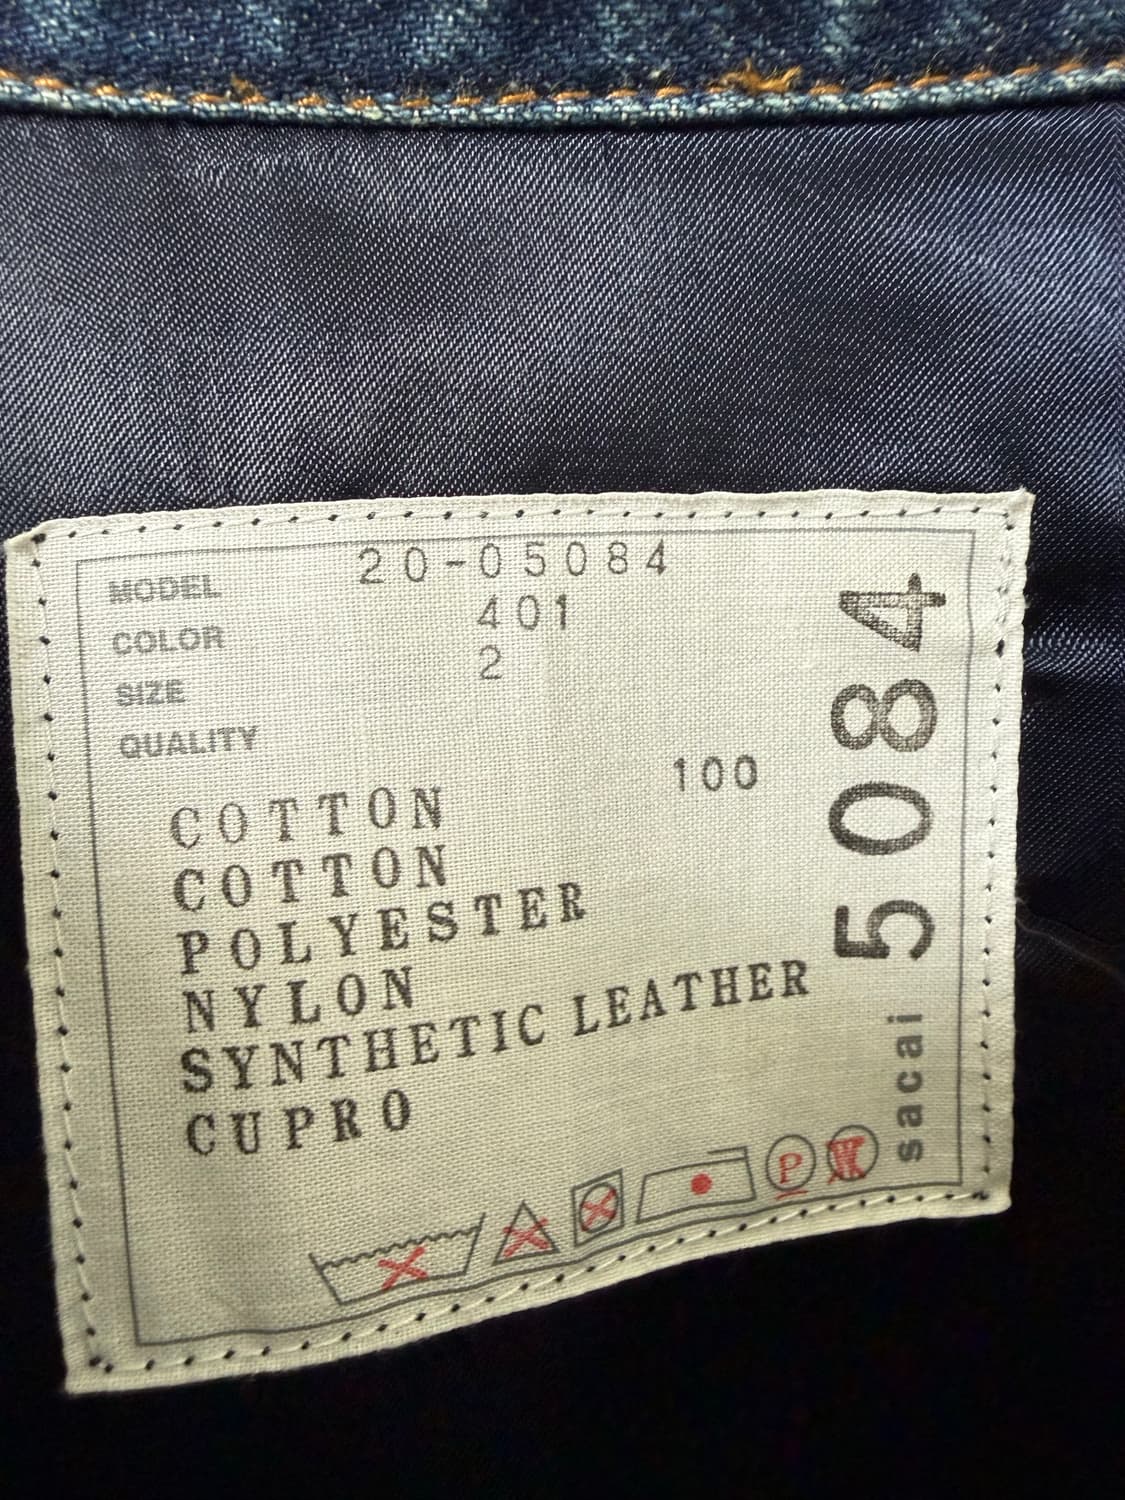 MODEL 20-05084
COLOR 401
SIZE 2
QUALITY
COTTON 100
COTTON
POLYESTER
NYLON
SYNTHETIC LEATHER
CUPRO
P
W
sacai 5084